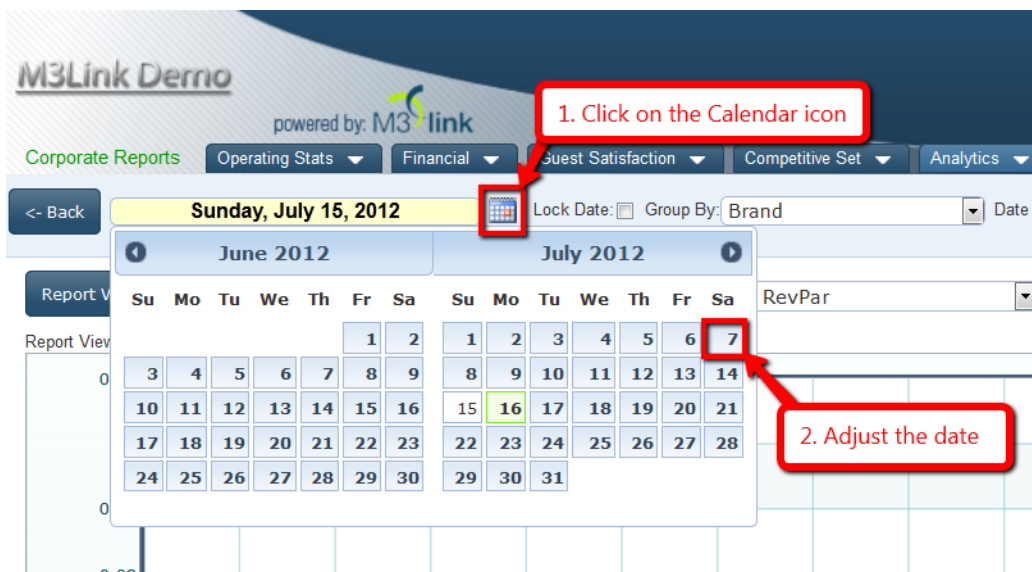 M3Link Demo
powered by: M3 link
1. Click on the Calendar icon
Corporate Reports Operating Stats Financial Guest Satisfaction Competitive Set Analytics
<- Back Sunday, July 15, 2012 Lock Date: Group By: Brand Date
June 2012 July 2012
Report V Su Mo Tu We Th Fr Sa Su Mo Tu We Th Fr Sa RevPar
Report View 1 2 1 2 3 4 5 6 7
0 3 4 5 6 7 8 9 8 9 10 11 12 13 14
10 11 12 13 14 15 16 15 16 17 18 19 20 21
2. Adjust the date
17 18 19 20 21 22 23 22 23 24 25 26 27 28
24 25 26 27 28 29 30 29 30 31
0